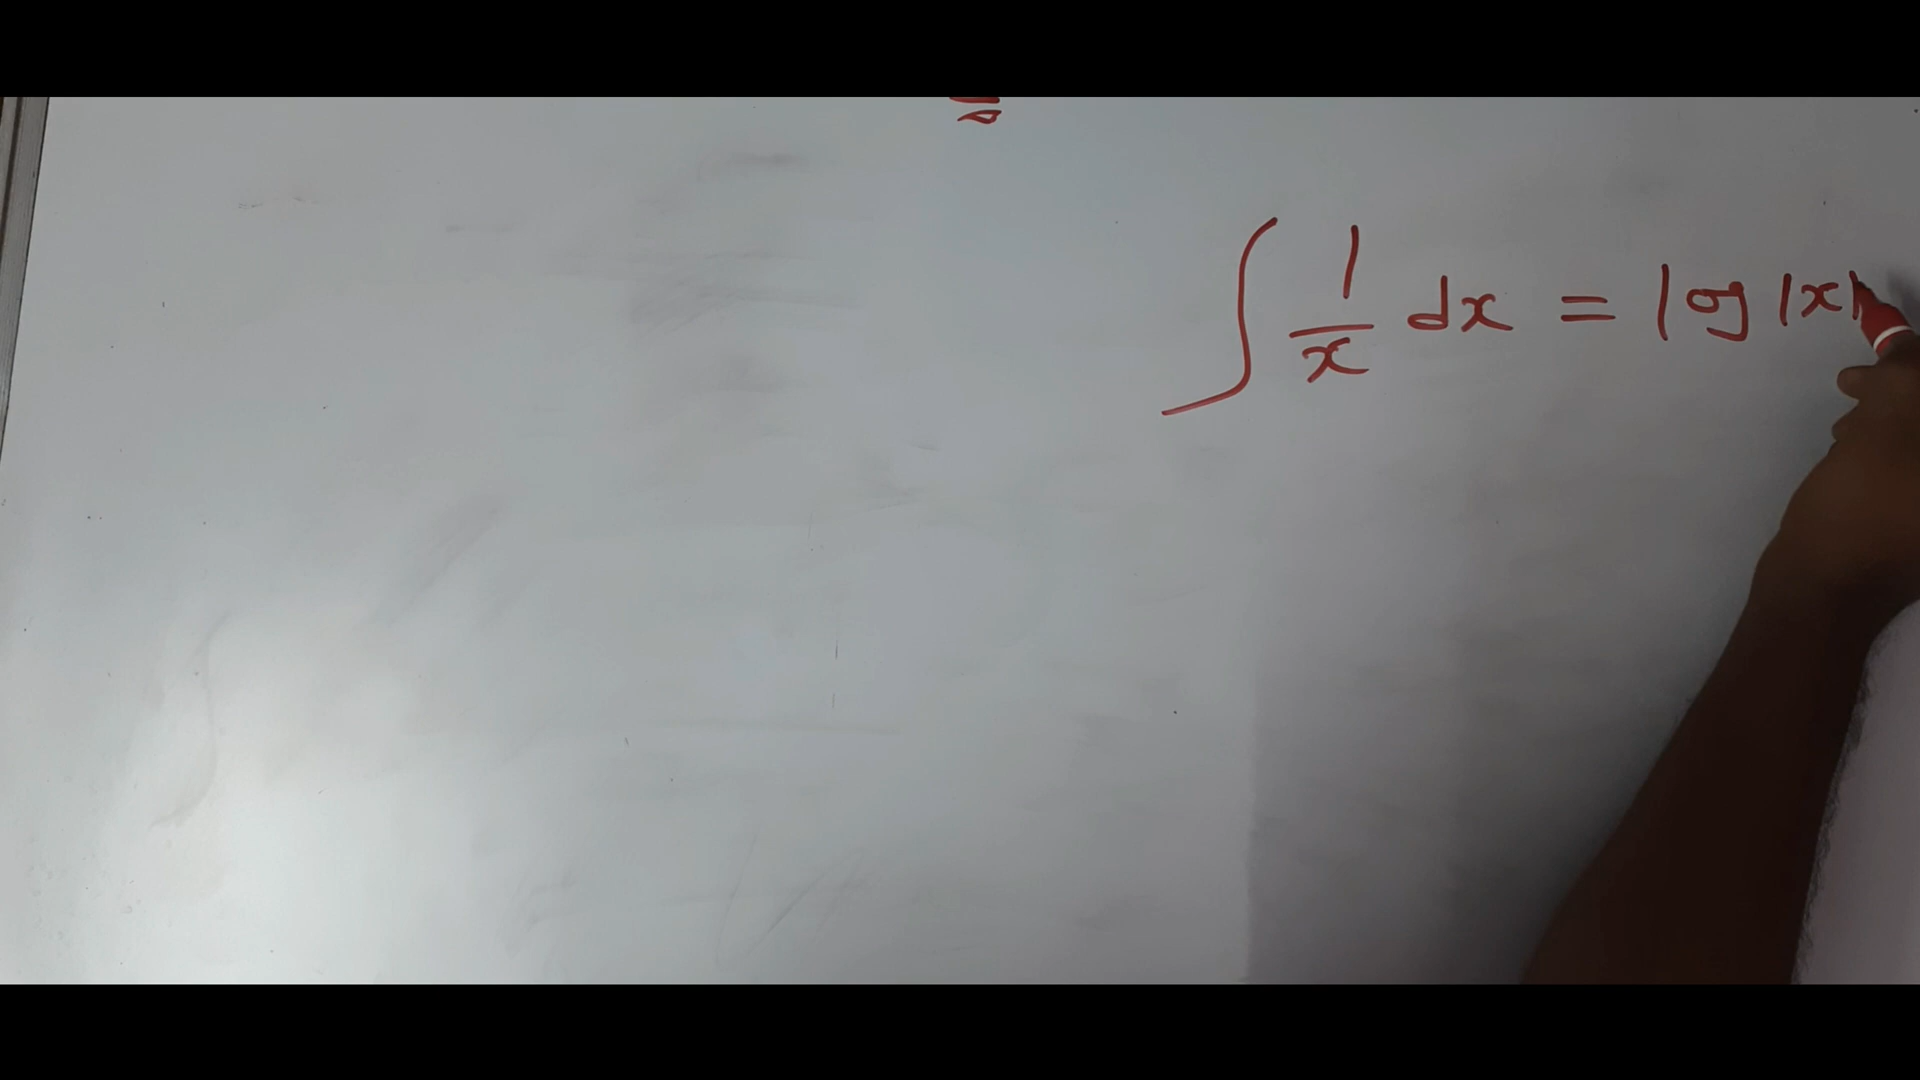 ∫ 1/x dx = log |x|